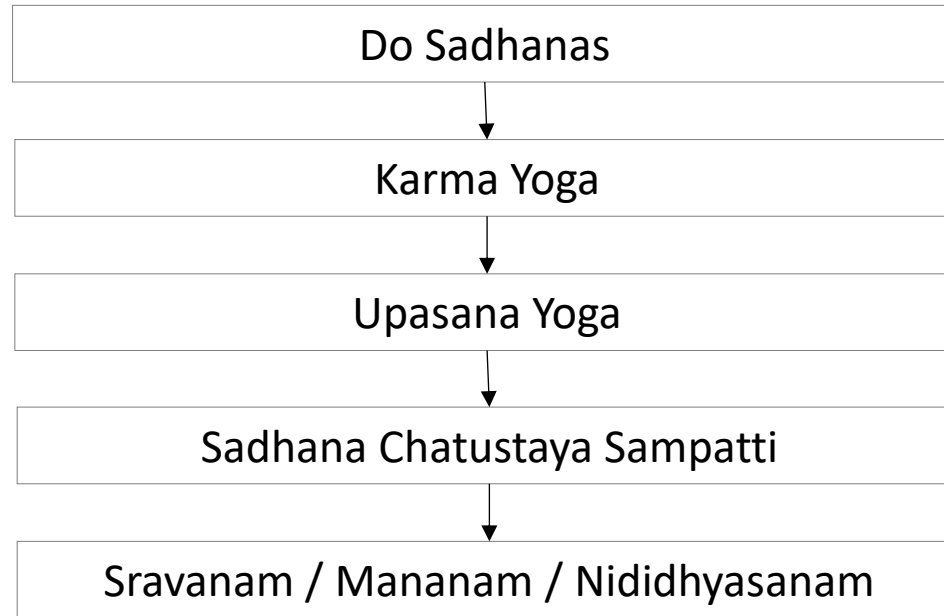 Do Sadhanas
Karma Yoga
Upasana Yoga
Sadhana Chatustaya Sampatti
Sravanam / Mananam / Nididhyasanam